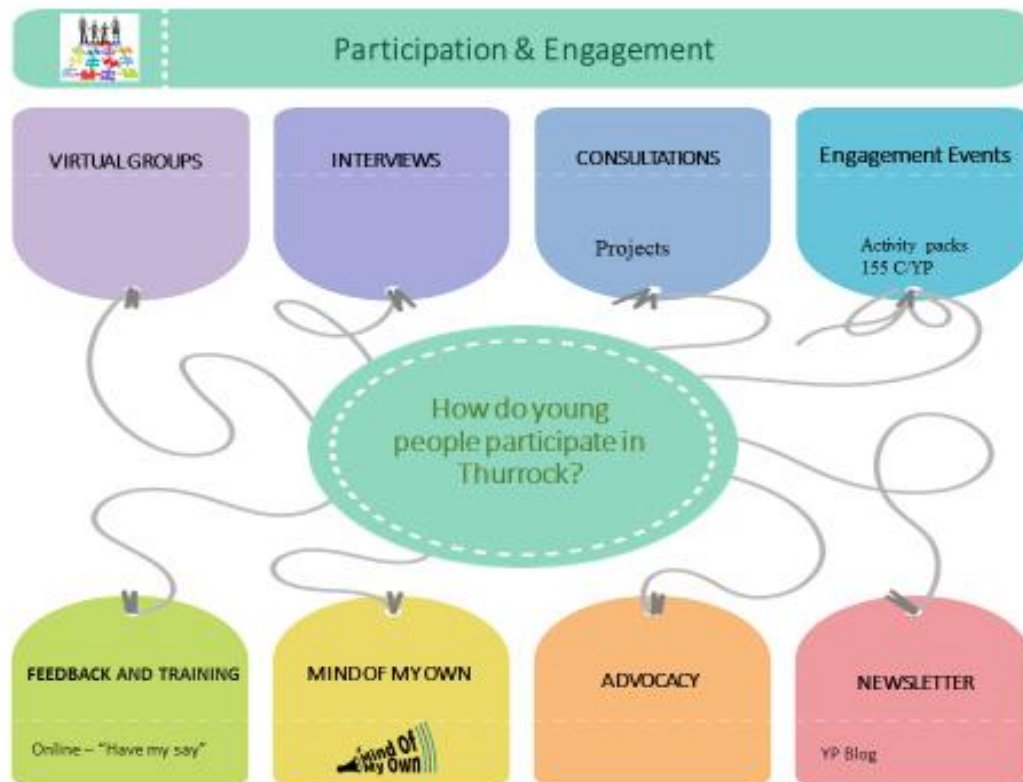 Participation & Engagement
VIRTUAL GROUPS
INTERVIEWS
CONSULTATIONS
Projects
Engagement Events
Activity packs
155 C/YP
How do young
people participate in
Thurrock?
FEEDBACK AND TRAINING
Online – “Have my say”
MIND OF MY OWN
Mind Of
My Own
ADVOCACY
NEWSLETTER
YP Blog